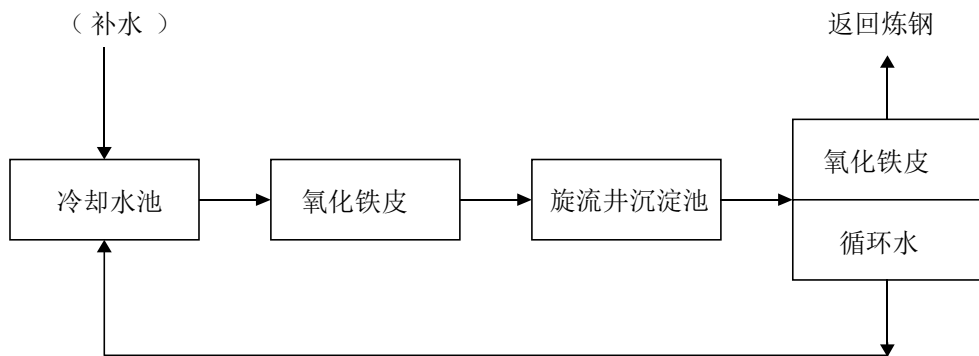 （补水）
返回炼钢
冷却水池
氧化铁皮
旋流井沉淀池
氧化铁皮
循环水